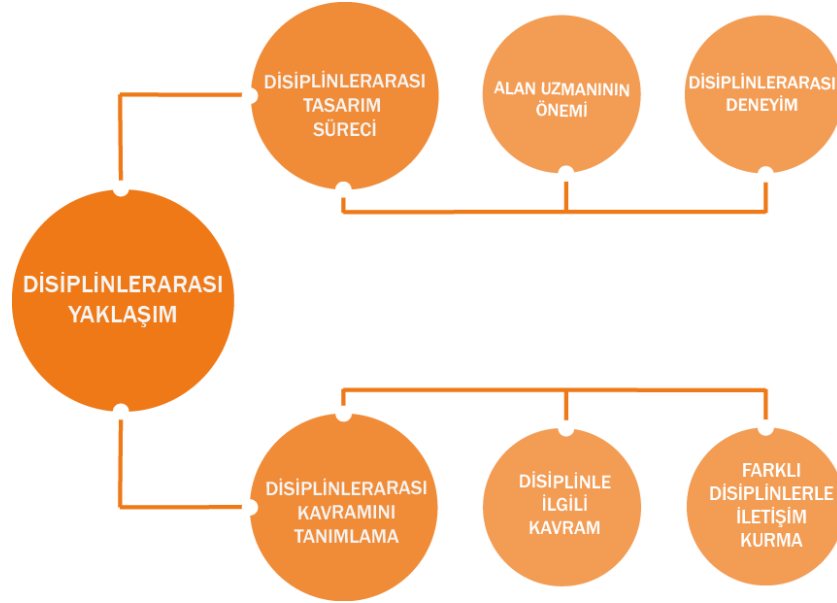 DİSİPLİNLERARASI
TASARIM
SÜRECİ
ALAN UZMANININ
ÖNEMİ
DİSİPLİNLERARASI
DENEYİM
DİSİPLİNLERARASI
YAKLAŞIM
DİSİPLİNLERARASI
KAVRAMINI
TANIMLAMA
DİSİPLİNLE
İLGİLİ
KAVRAM
FARKLI
DİSİPLİNLERLE
İLETİŞİM
KURMA